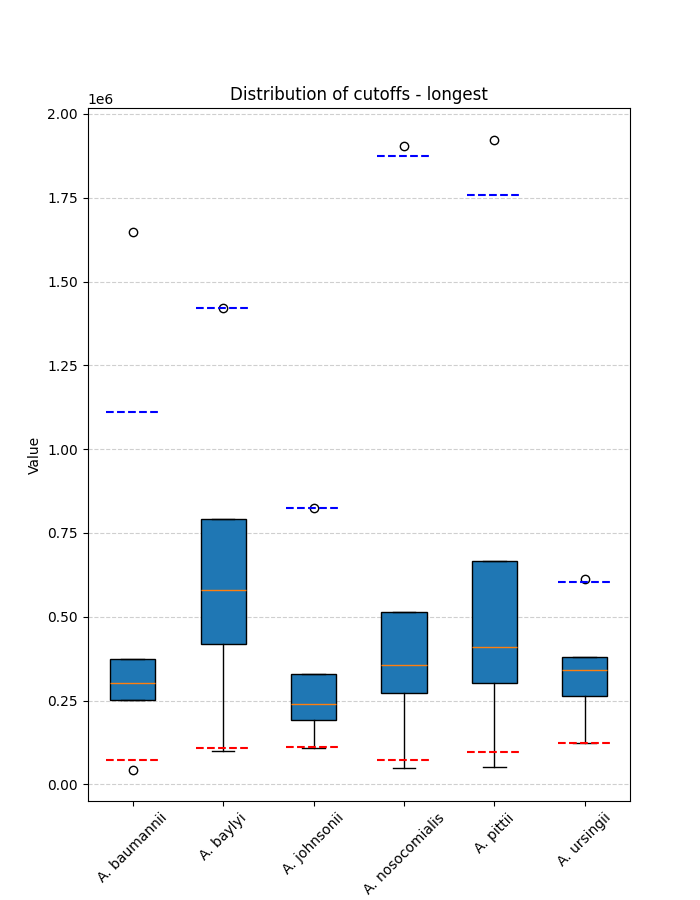 Distribution of cutoffs - longest
1e6
2.00
1.75
1.50
1.25
1.00
0.75
0.50
0.25
0.00
Value
A. baumannii
A. baylyi
A. johnsonii
A. nosocomialis
A. pittii
A. ursingii